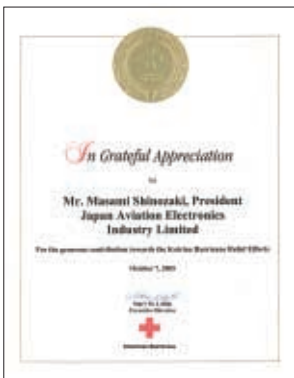 In Grateful Appreciation
to
Mr. Masami Shinozaki, President
Japan Aviation Electronics
Industry Limited
For the generous contribution towards the Katrina Hurricane Relief Efforts
October 7, 2005
Executive Director